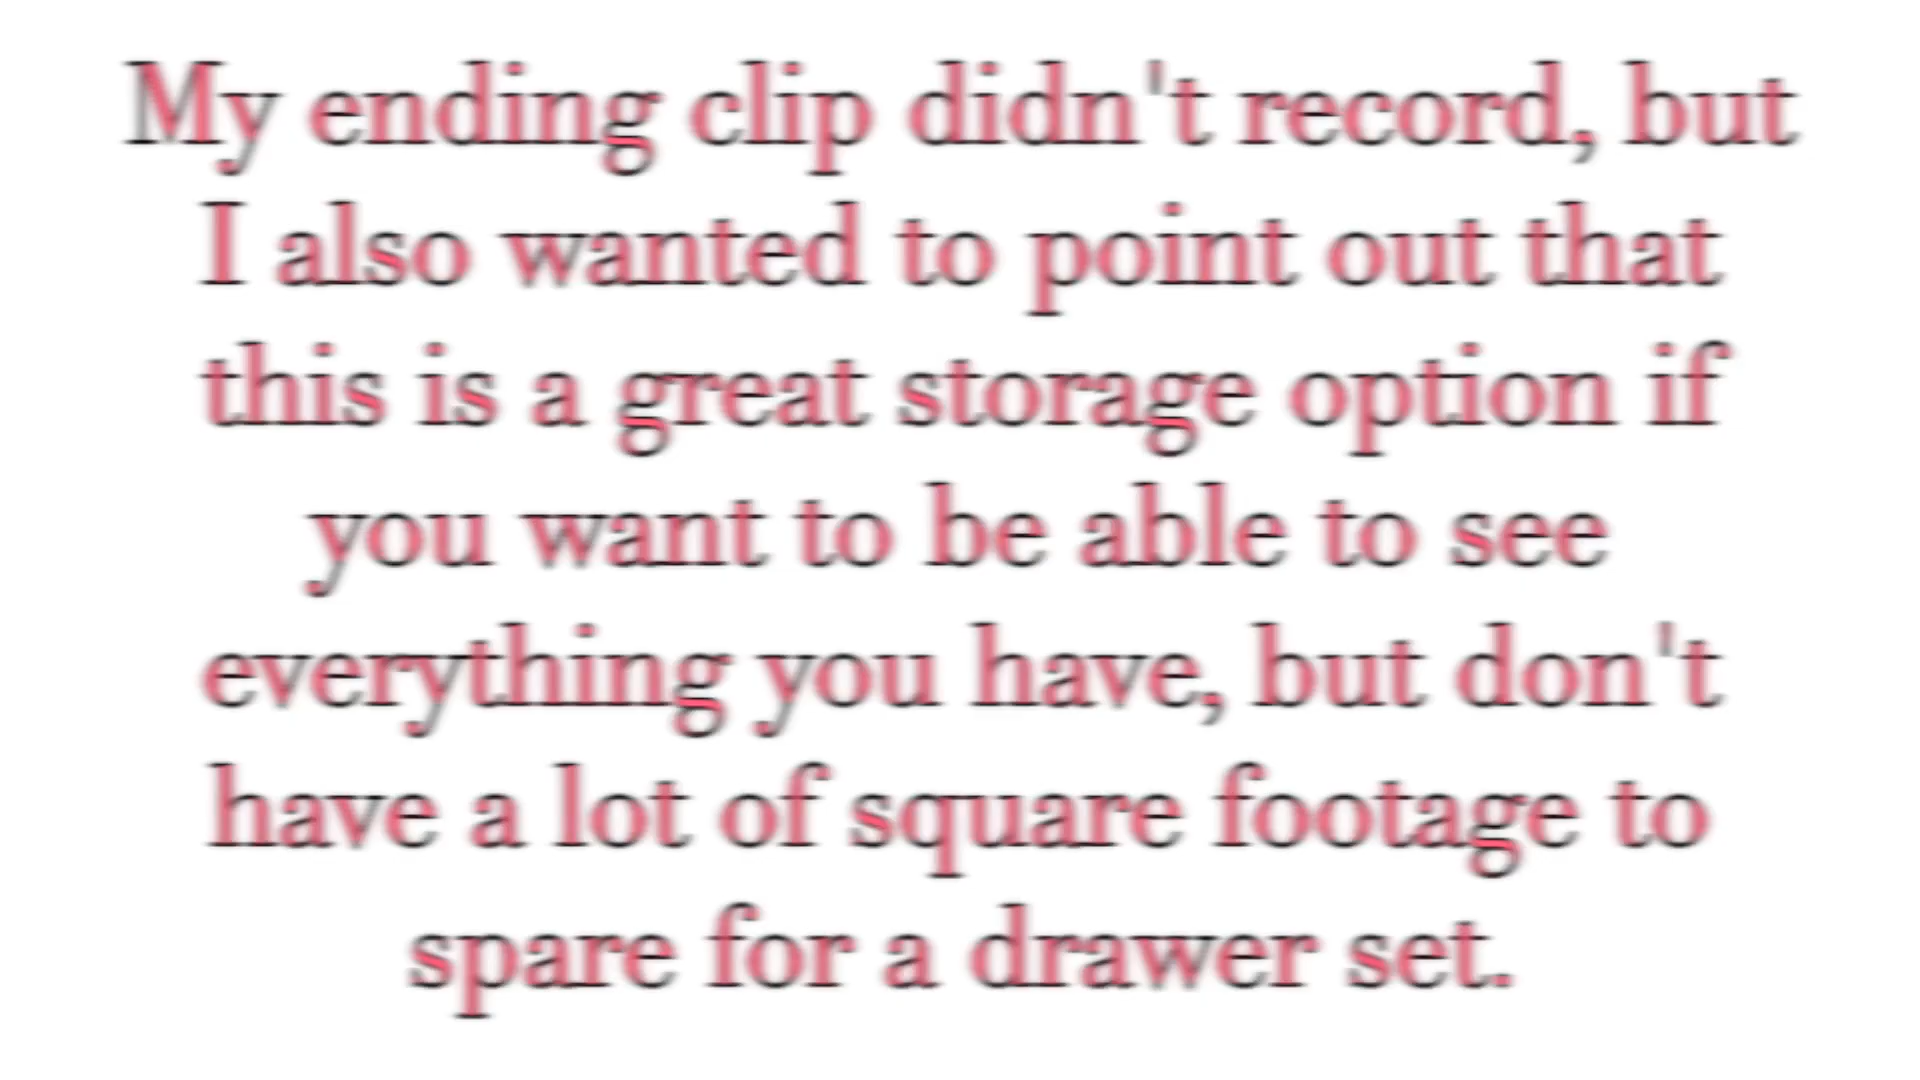 My ending clip didn't record, but
I also wanted to point out that
this is a great storage option if
you want to be able to see
everything you have, but don't
have a lot of square footage to
spare for a drawer set.